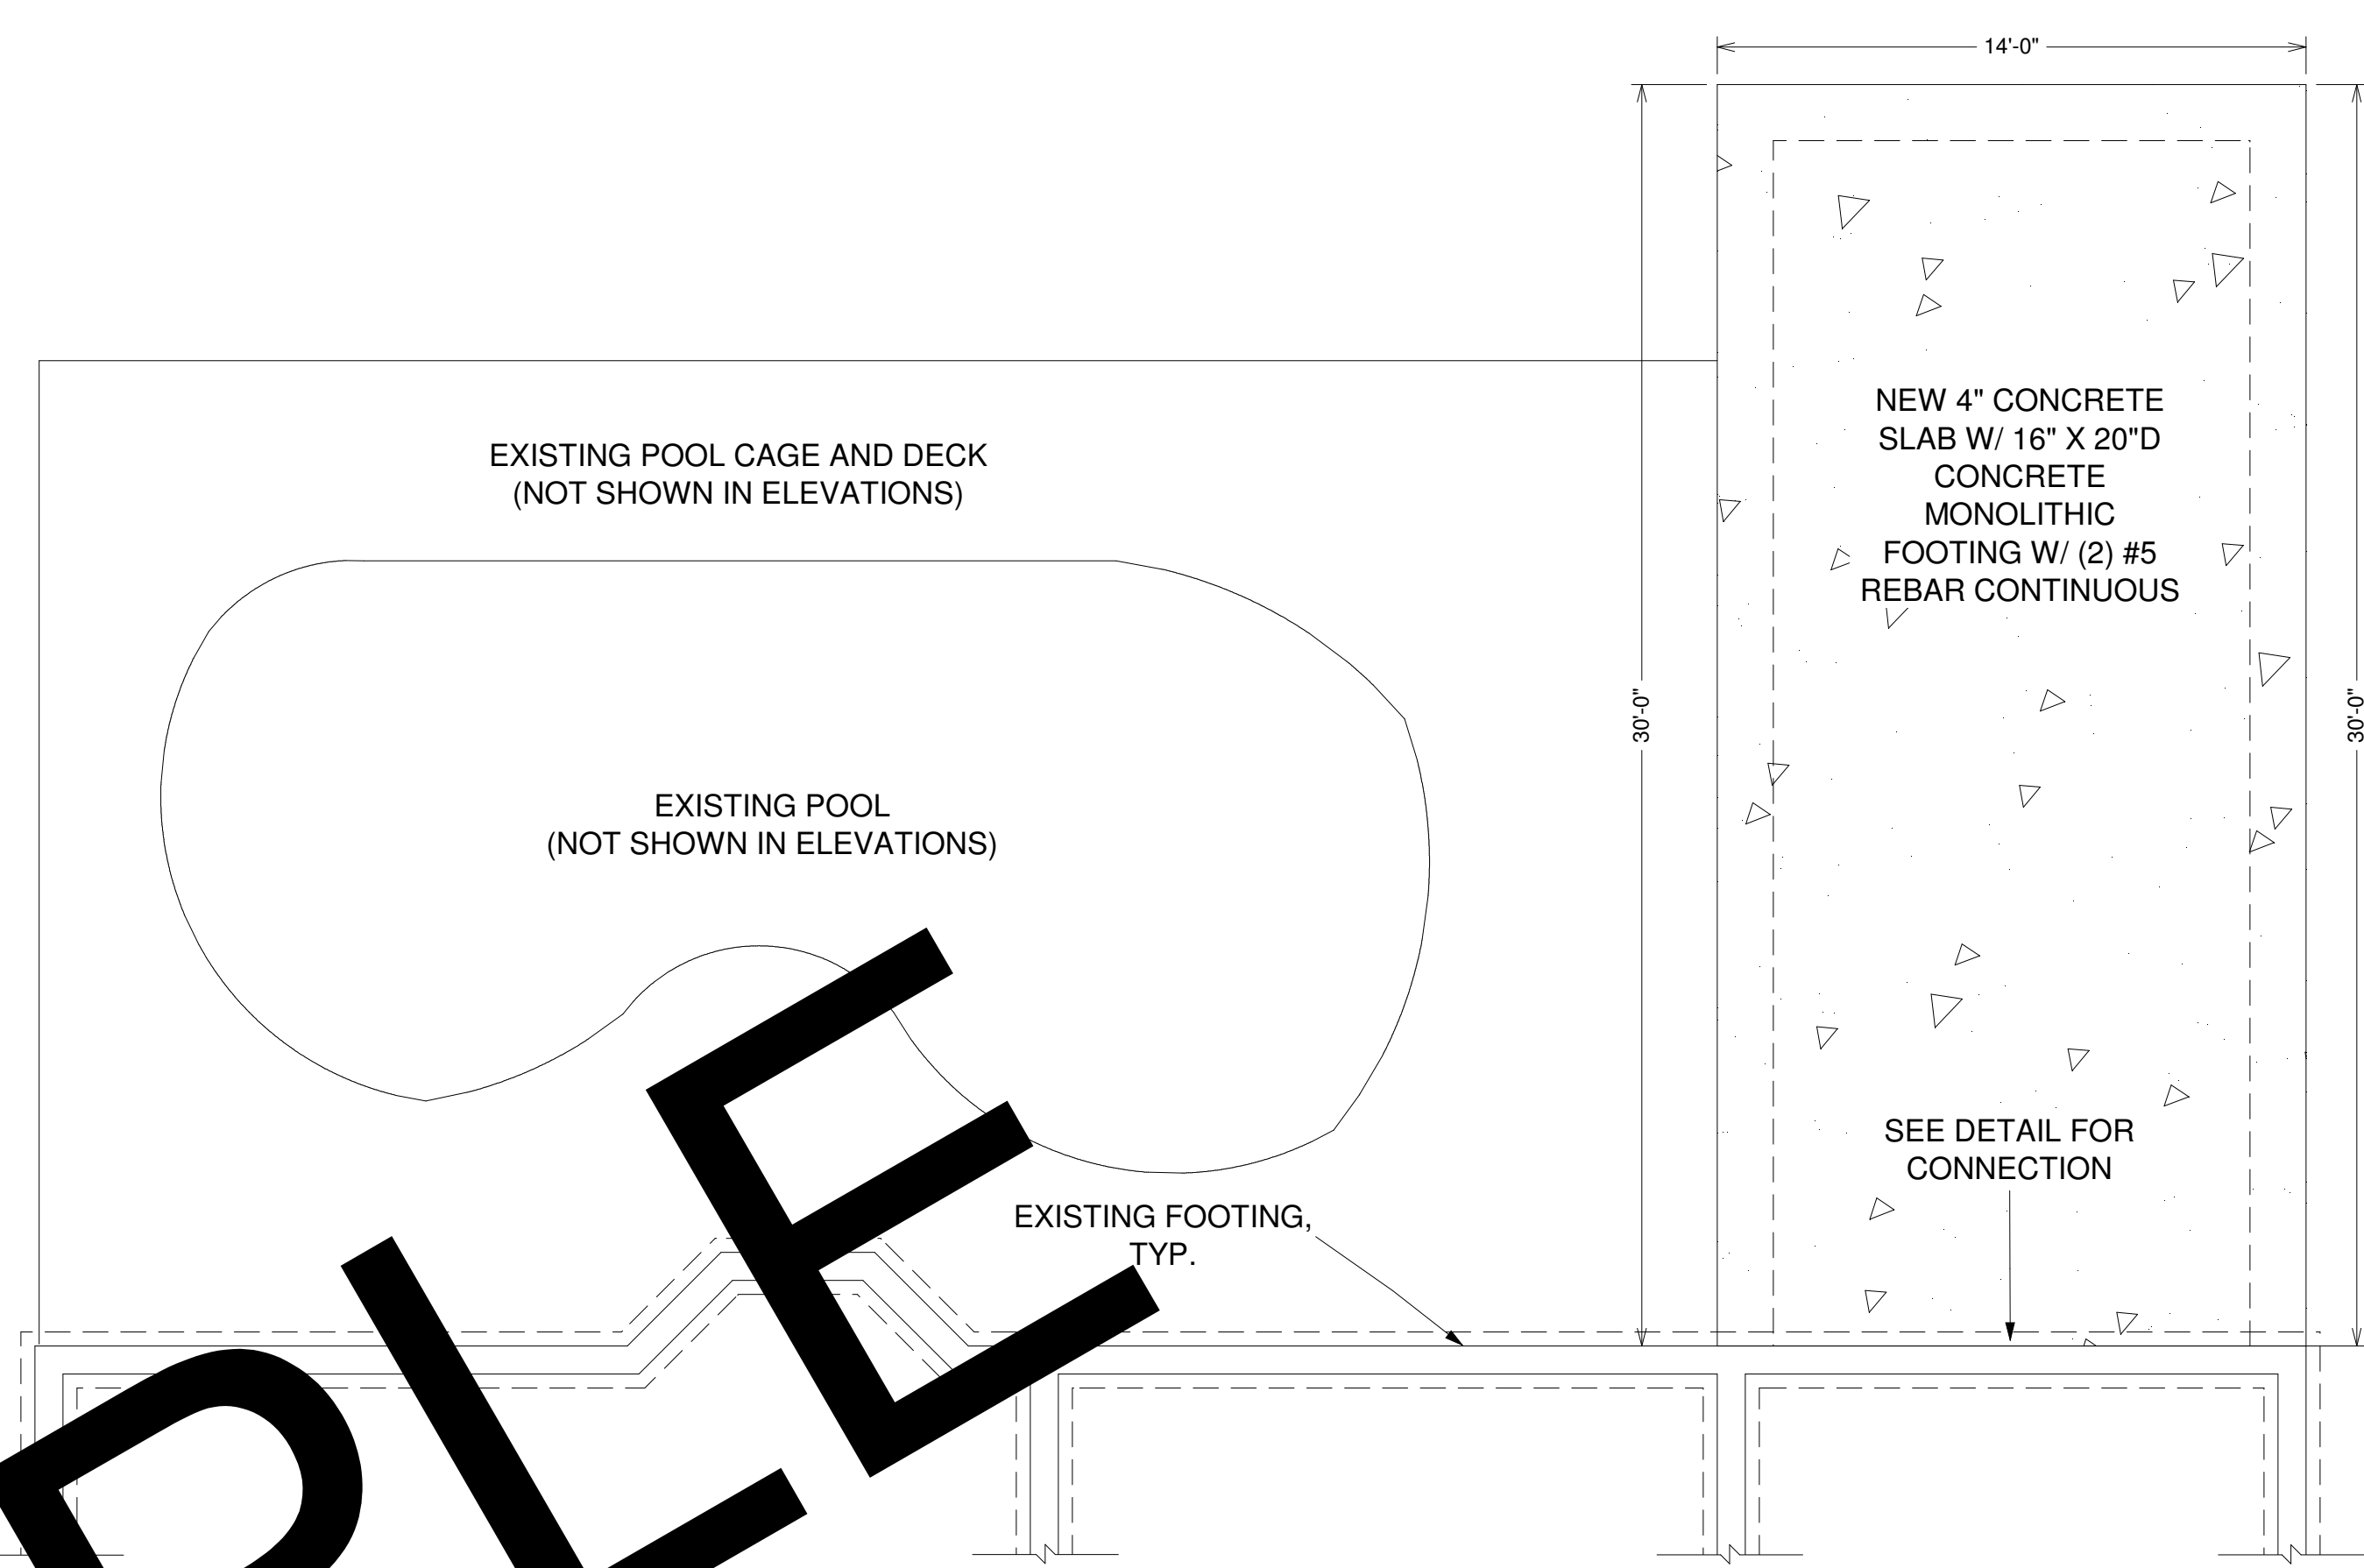 14'-0"
EXISTING POOL CAGE AND DECK
(NOT SHOWN IN ELEVATIONS)
NEW 4" CONCRETE
SLAB W/ 16" X 20"D
CONCRETE
MONOLITHIC
FOOTING W/ (2) #5
REBAR CONTINUOUS
30'-0"
30'-0"
EXISTING POOL
(NOT SHOWN IN ELEVATIONS)
SEE DETAIL FOR
CONNECTION
EXISTING FOOTING,
TYP.
PLE